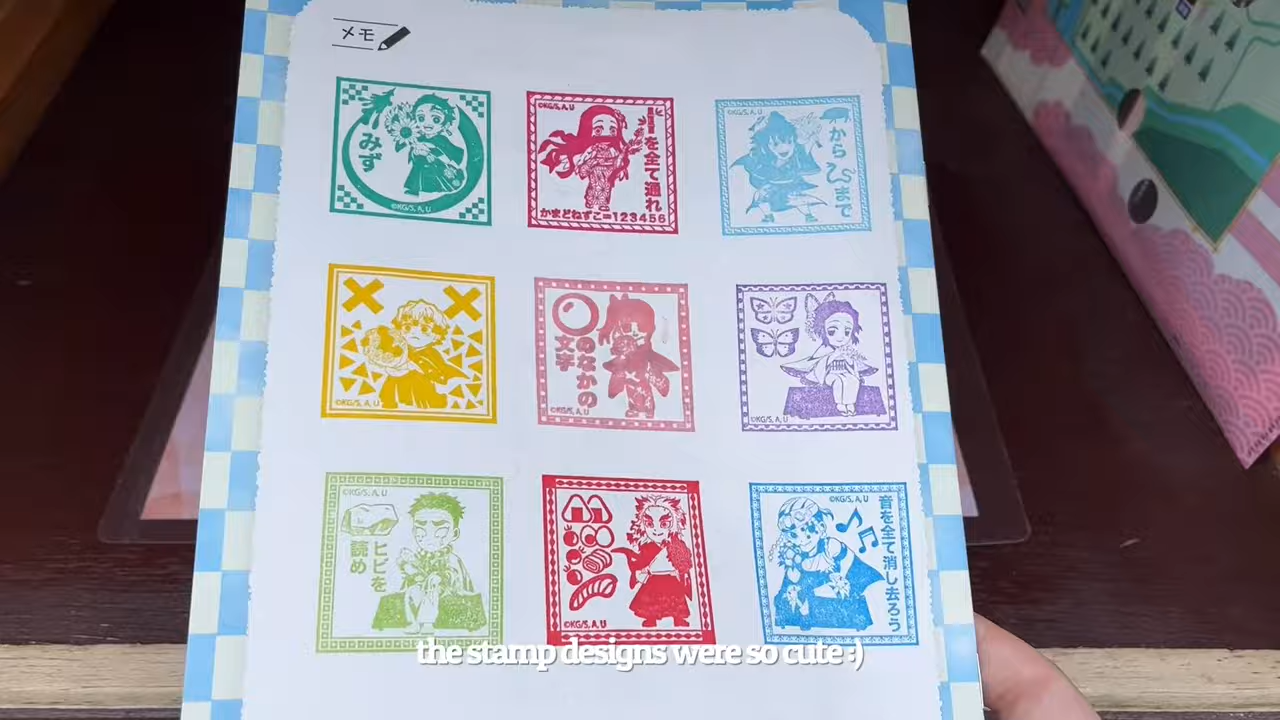 メモ
みず
©KG/S, A, U
©KG/S, A, U
を全て通れ
かまどねずこ=123456
©KG/S, A, U
から
まで
©KG/S, A, U
のなかの
文字
©KG/S, A, U
©KG/S, A, U
©KG/S, A, U
ヒビを
読め
©KG/S, A, U
©KG/S, A, U
音を全て消し去ろう
the stamp designs were so cute :)